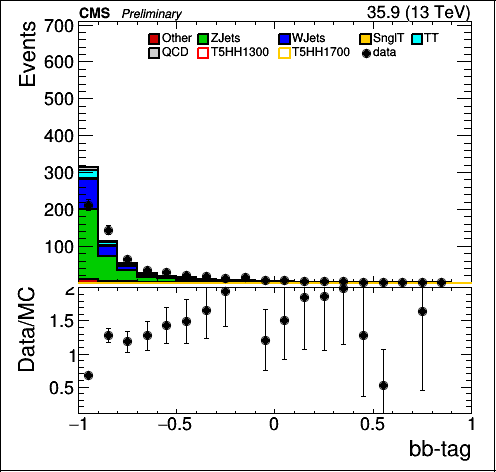 CMS Preliminary 35.9 (13 TeV)
Events
700
600
500
400
300
200
100
Other ZJets WJets SnglT TT
QCD T5HH1300 T5HH1700 data
Data/MC
2
1.5
1
0.5
−1 −0.5 0 0.5 1
bb-tag